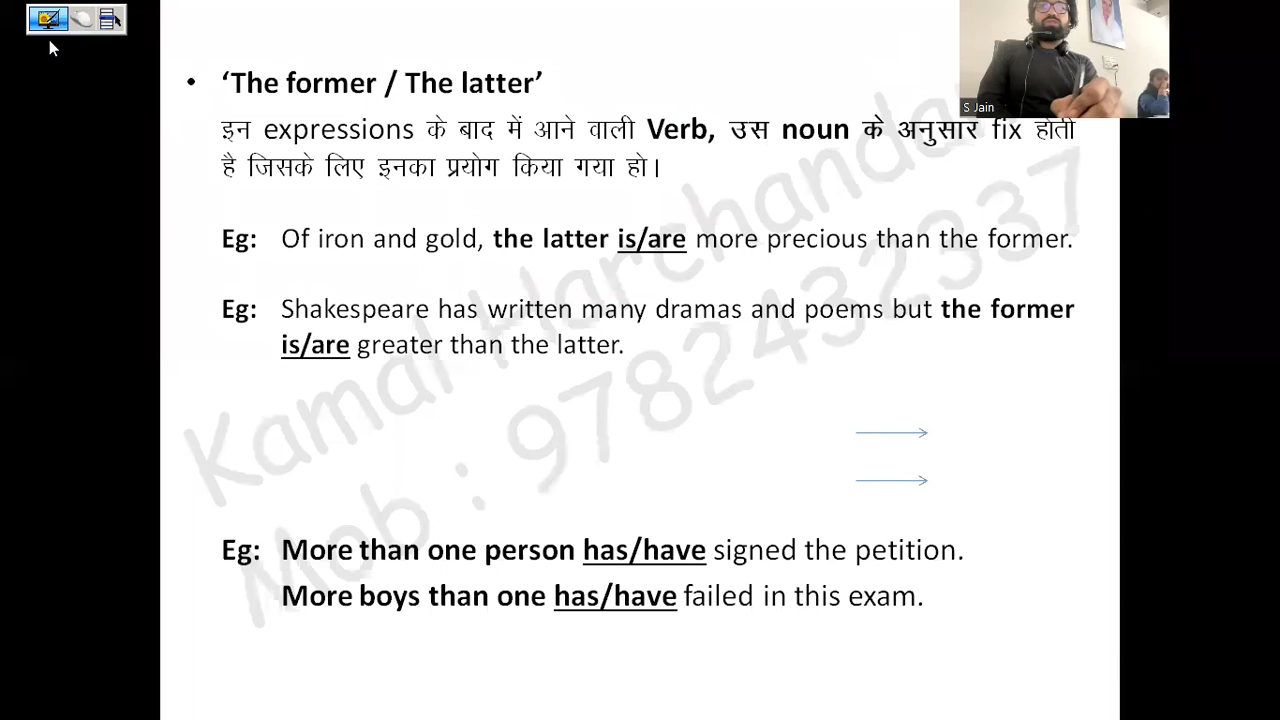 S Jain
• ‘The former / The latter’
इन expressions के बाद में आने वाली Verb, उस noun के अनुसार fix होती
है जिसके लिए इनका प्रयोग किया गया हो।
Eg: Of iron and gold, the latter is/are more precious than the former.
Eg: Shakespeare has written many dramas and poems but the former
is/are greater than the latter.
Eg: More than one person has/have signed the petition.
More boys than one has/have failed in this exam.
Kamal Harchandani
Mob : 9782432337